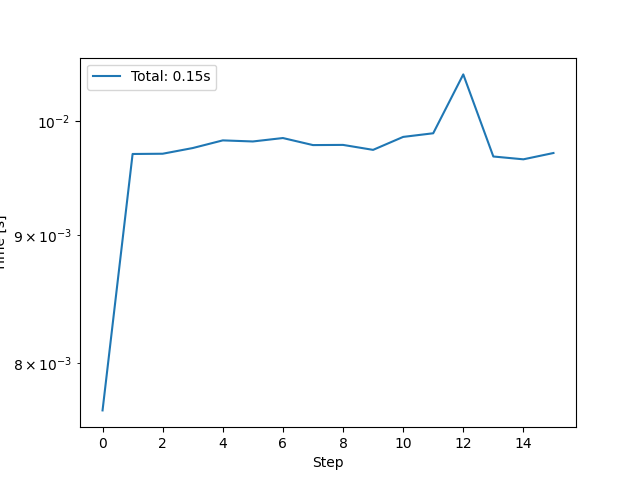 Total: 0.15s
10⁻²
9 × 10⁻³
8 × 10⁻³
Time [s]
0 2 4 6 8 10 12 14
Step